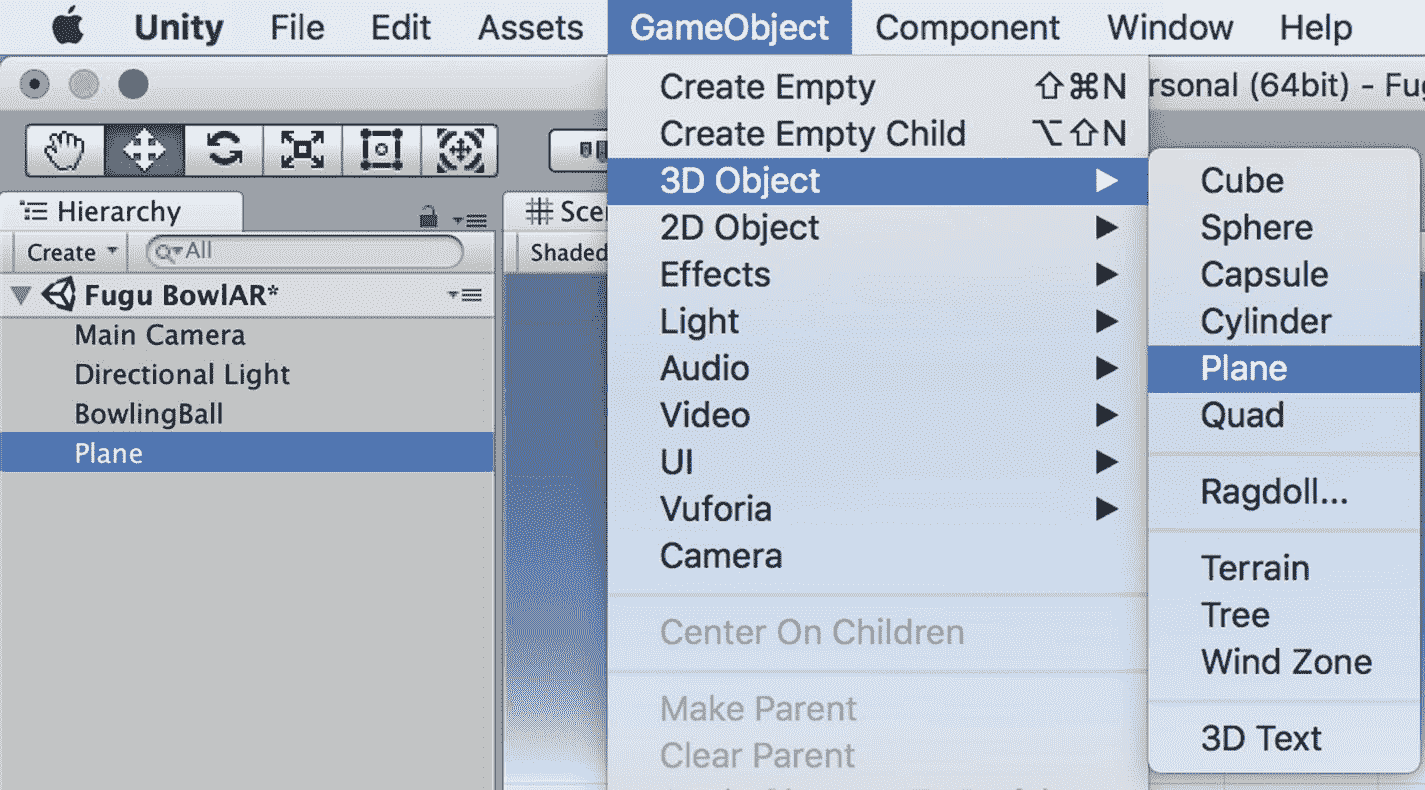 Unity File Edit Assets GameObject Component Window Help
rsonal (64bit) - Fug
Create Empty ⇧⌘N
Create Empty Child ⌥⇧N
3D Object
2D Object
Effects
Light
Audio
Video
UI
Vuforia
Camera
Center On Children
Make Parent
Clear Parent
Cube
Sphere
Capsule
Cylinder
Plane
Quad
Ragdoll...
Terrain
Tree
Wind Zone
3D Text
Hierarchy
Create All
Fugu BowlAR*
Main Camera
Directional Light
BowlingBall
Plane
Scen
Shaded